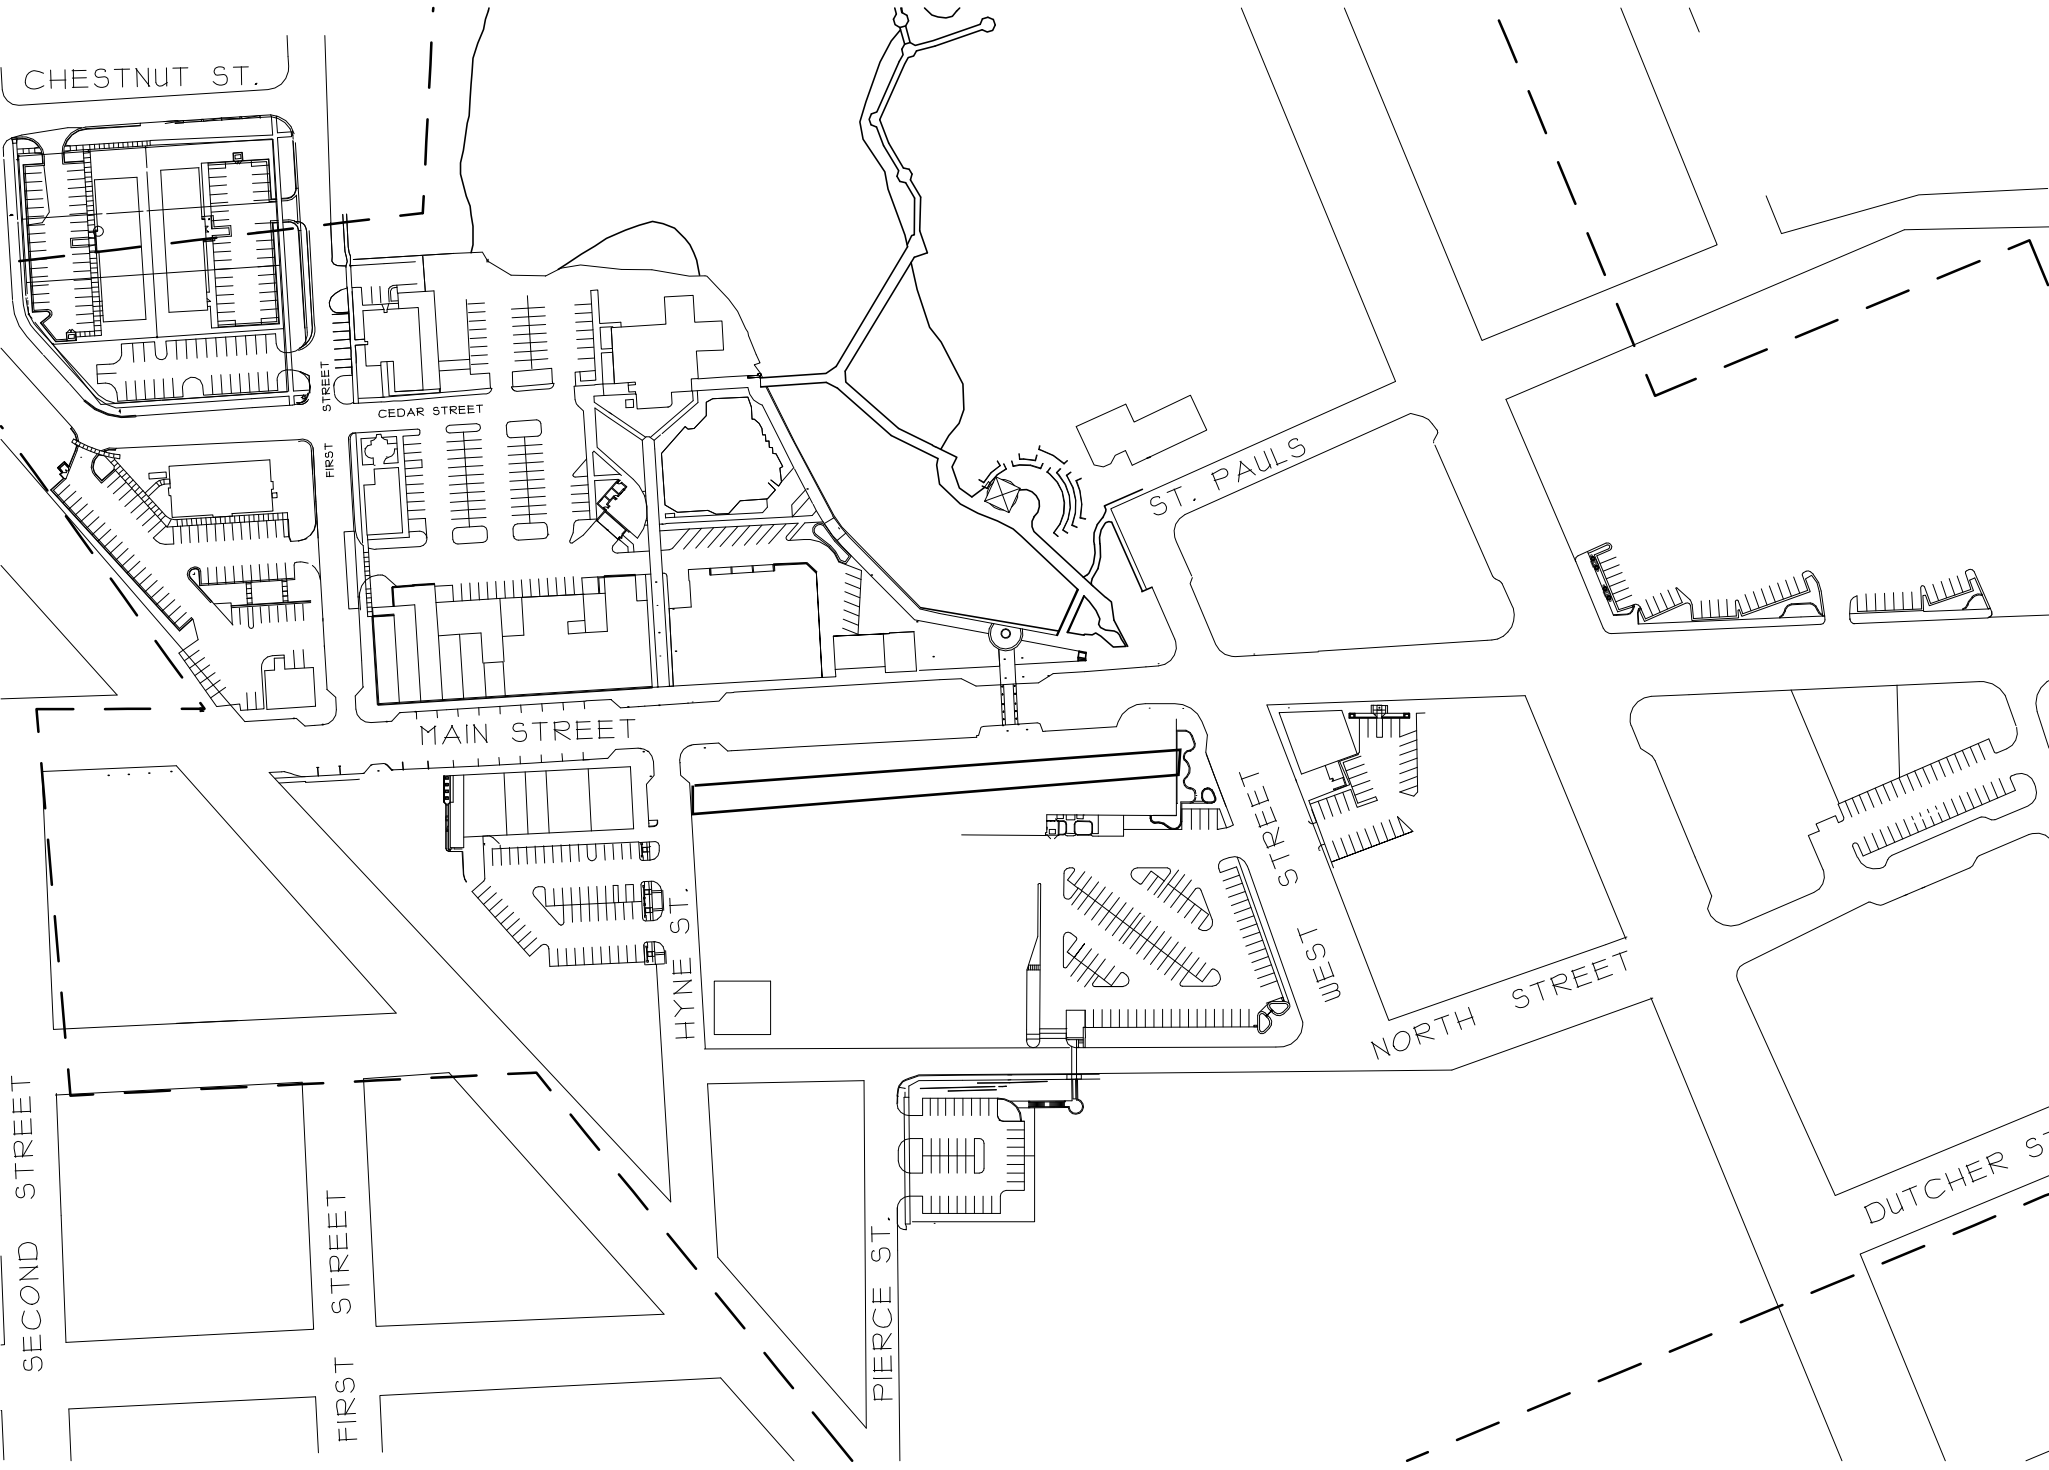 CHESTNUT ST.
STREET
FIRST
CEDAR STREET
ST. PAULS
MAIN STREET
WEST STREET
HYNE ST.
NORTH STREET
SECOND STREET
FIRST STREET
PIERCE ST.
DUTCHER ST